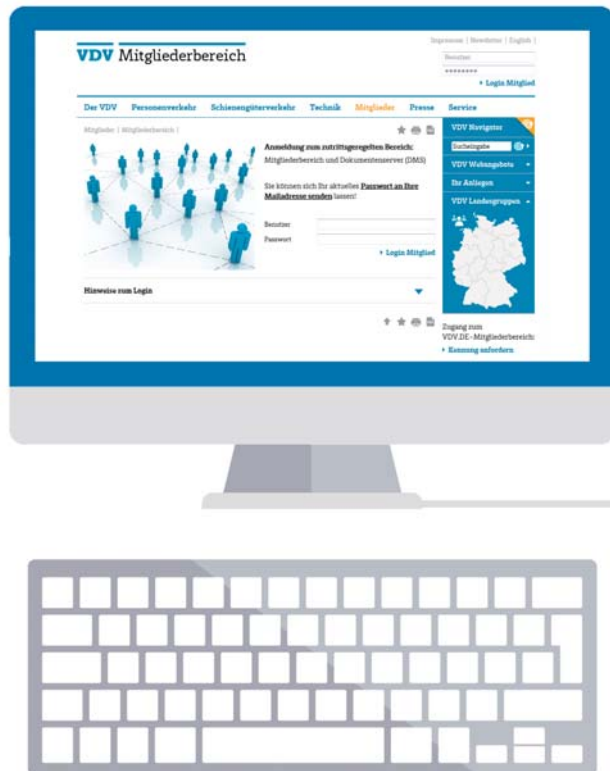 Impressum | Newsletter | English |
VDV Mitgliederbereich
Benutzer
********
Login Mitglied
Der VDV Personenverkehr Schienengüterverkehr Technik Mitglieder Presse Service
Mitglieder | Mitgliederbereich |
Anmeldung zum zutrittsgeregelten Bereich:
Mitgliederbereich und Dokumentenserver (DMS)
Sie können sich Ihr aktuelles Passwort an Ihre
Mailadresse senden lassen!
Benutzer
Passwort
Login Mitglied
Hinweise zum Login
VDV Navigator
Sucheingabe
VDV Webangebote
Ihr Anliegen
VDV Landesgruppen
Zugang zum
VDV.DE-Mitgliederbereich:
Kennung anfordern